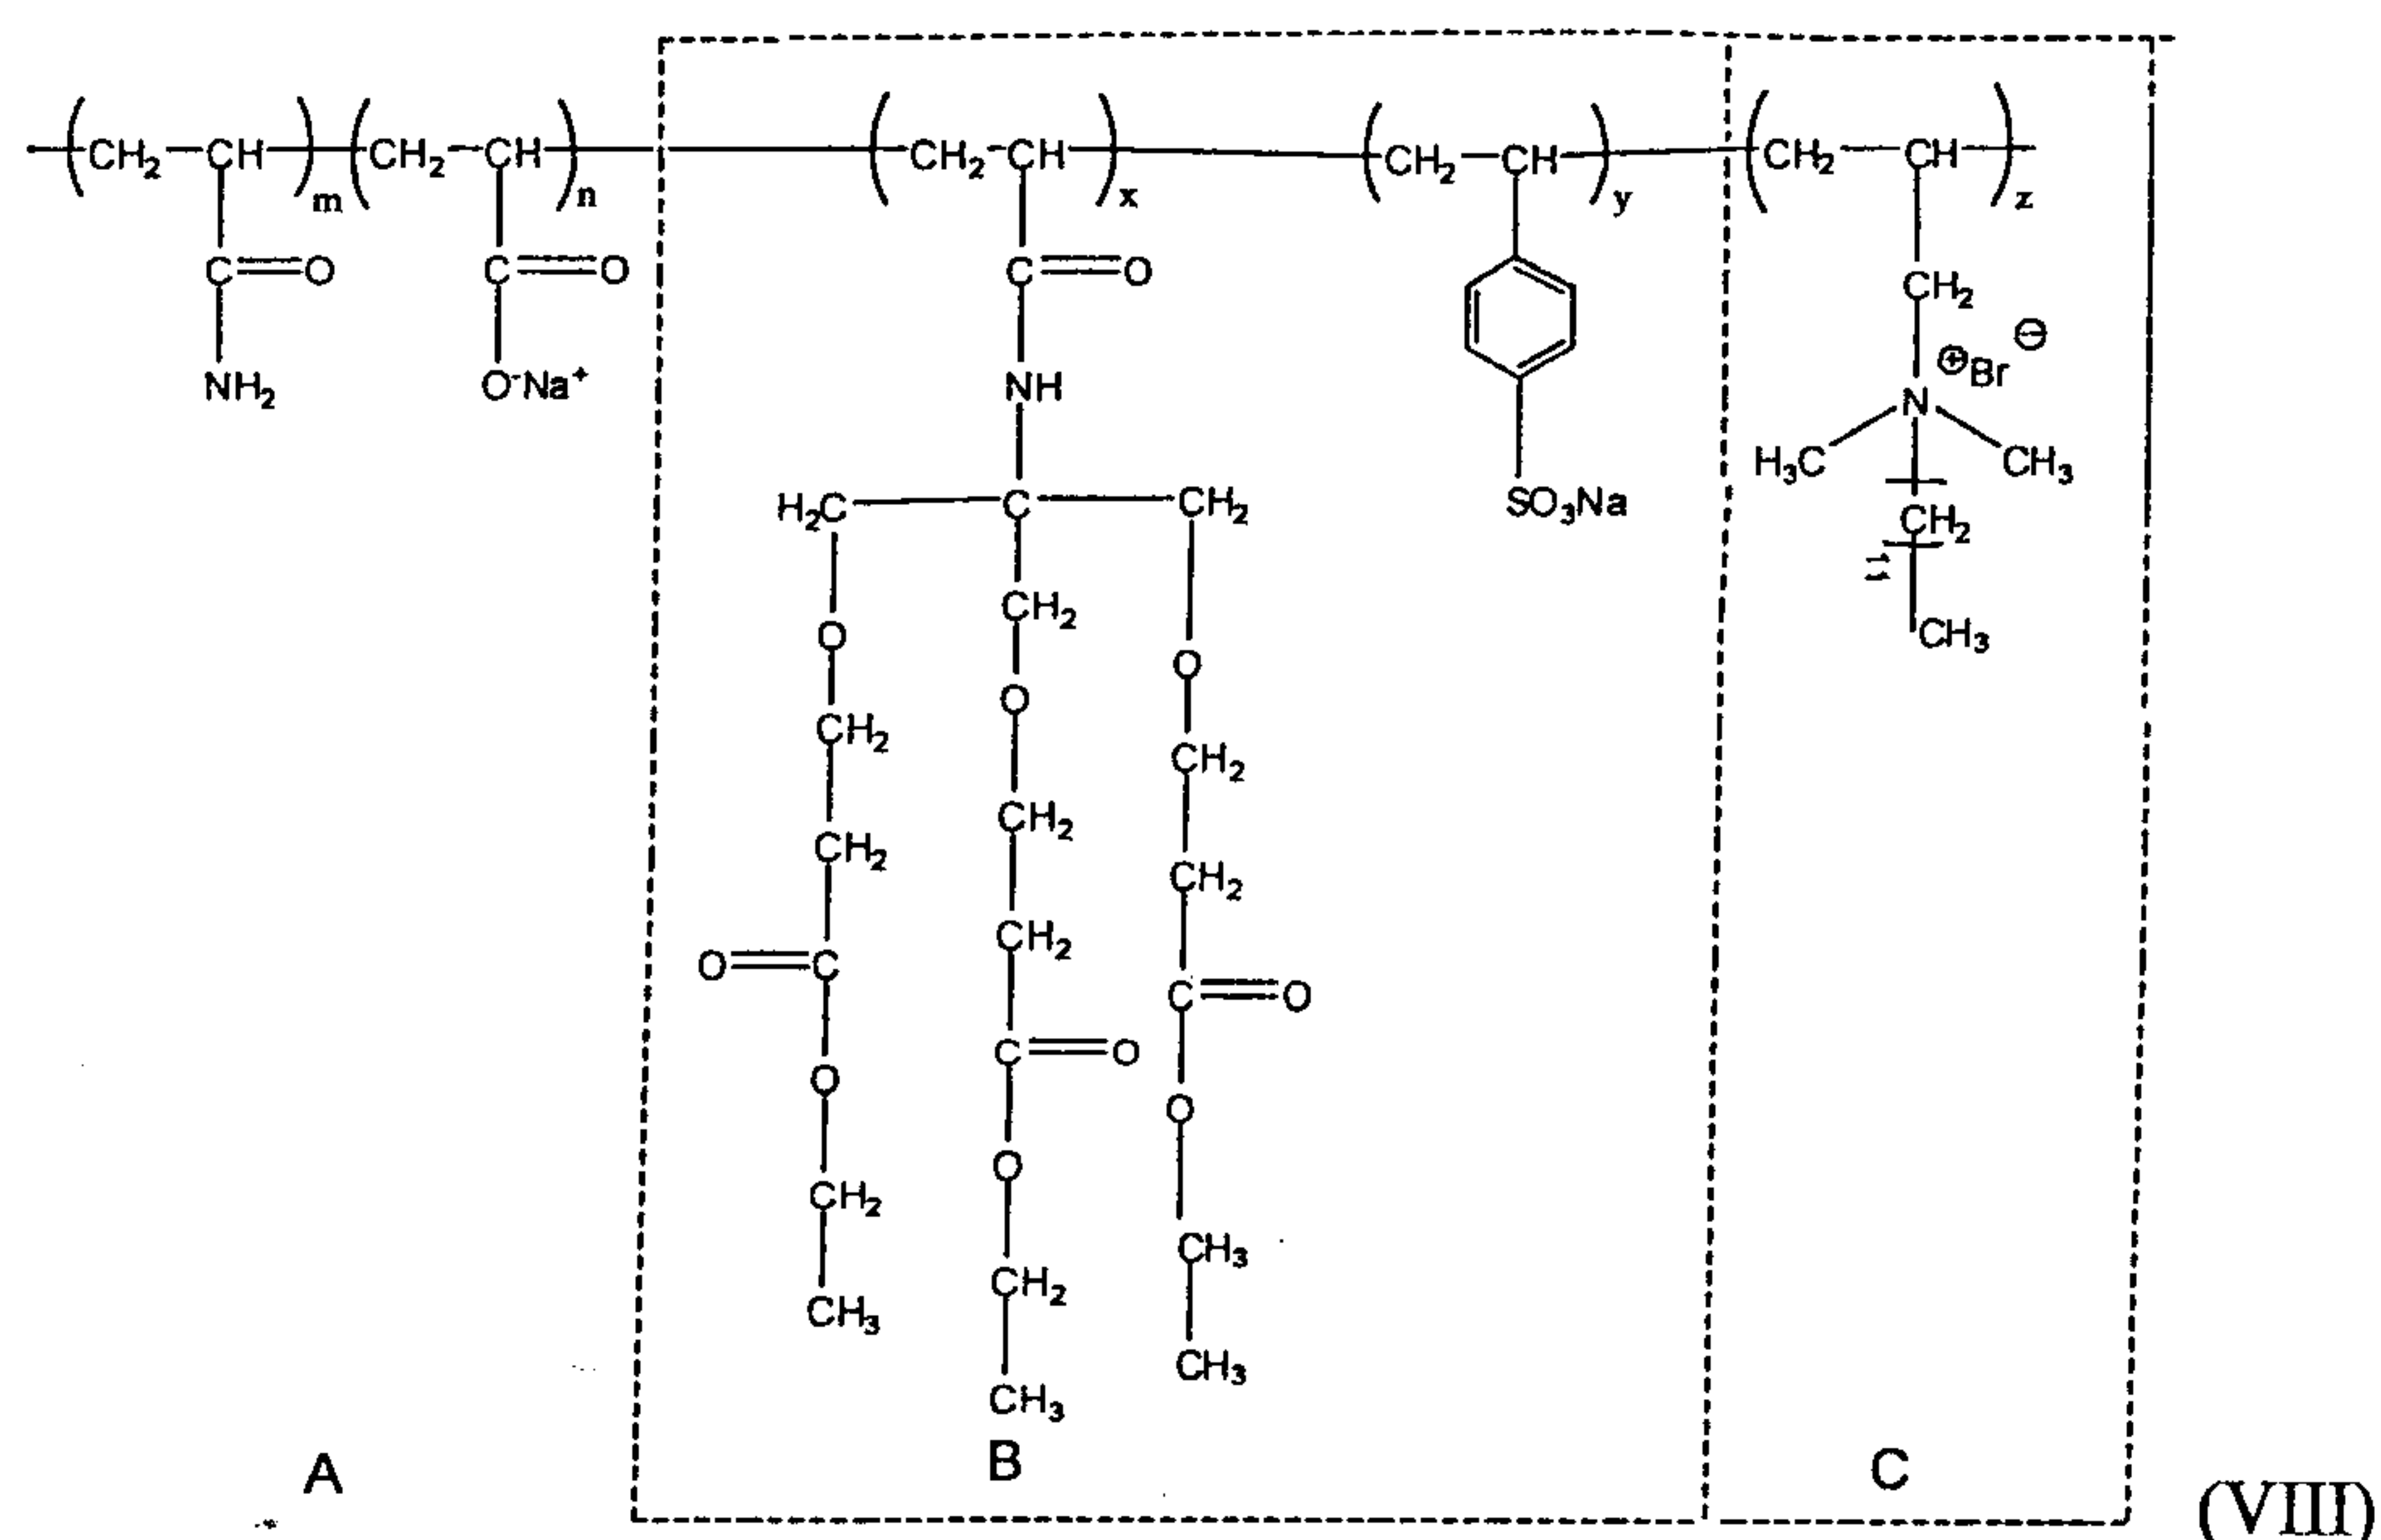 ( CH₂ CH )m ( CH₂ CH )n ( CH₂ CH )x ( CH₂ CH )y ( CH₂ CH )z
C O C O C O CH₂
⊕ Br ⊖
NH₂ O⁻Na⁺ NH N
H₃C CH₃
H₂C C CH₂ SO₃Na CH₂
11
CH₂ CH₃
O O
O
CH₂ CH₂
CH₂
CH₂ CH₂
CH₂
O C C O
C O
O O
O
CH₂ CH₃
CH₂
CH₃ CH₃
CH₃
A B C
(VIII)